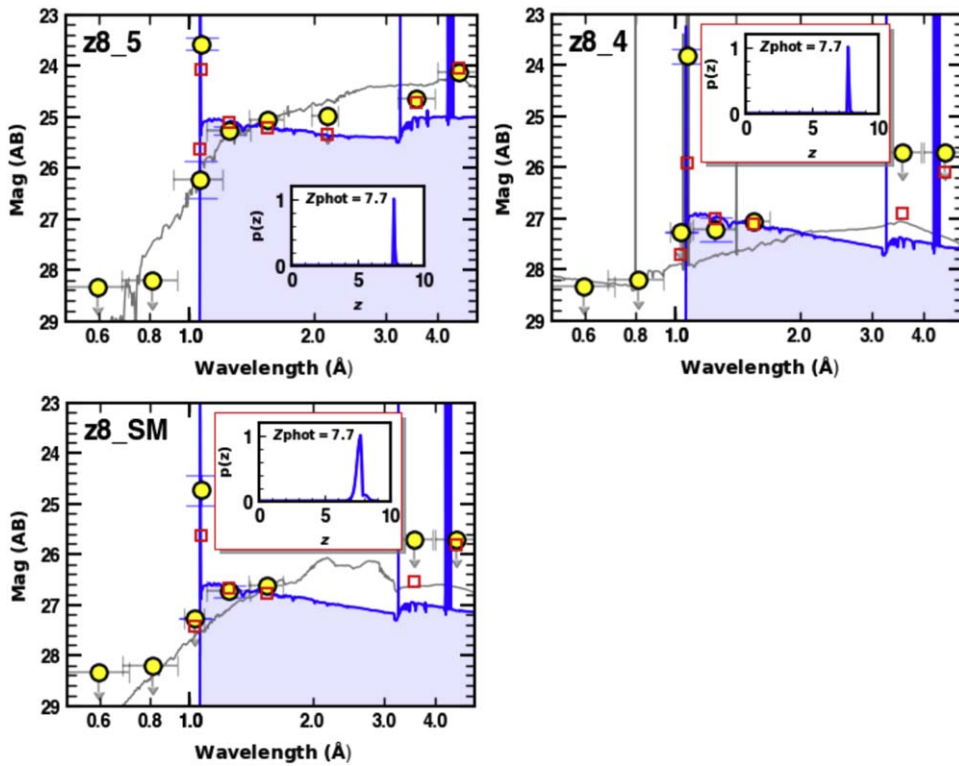 z8_5
23
24
25
26
27
28
29
Mag (AB)
0.6 0.8 1.0 2.0 3.0 4.0
Wavelength (Å)
Zphot = 7.7
p(z)
1
0
0 5 10
z
z8_4
23
24
25
26
27
28
29
Mag (AB)
0.6 0.8 1.0 2.0 3.0 4.0
Wavelength (Å)
Zphot = 7.7
p(z)
1
0
0 5 10
z
z8_SM
23
24
25
26
27
28
29
Mag (AB)
0.6 0.8 1.0 2.0 3.0 4.0
Wavelength (Å)
Zphot = 7.7
p(z)
1
0
0 5 10
z